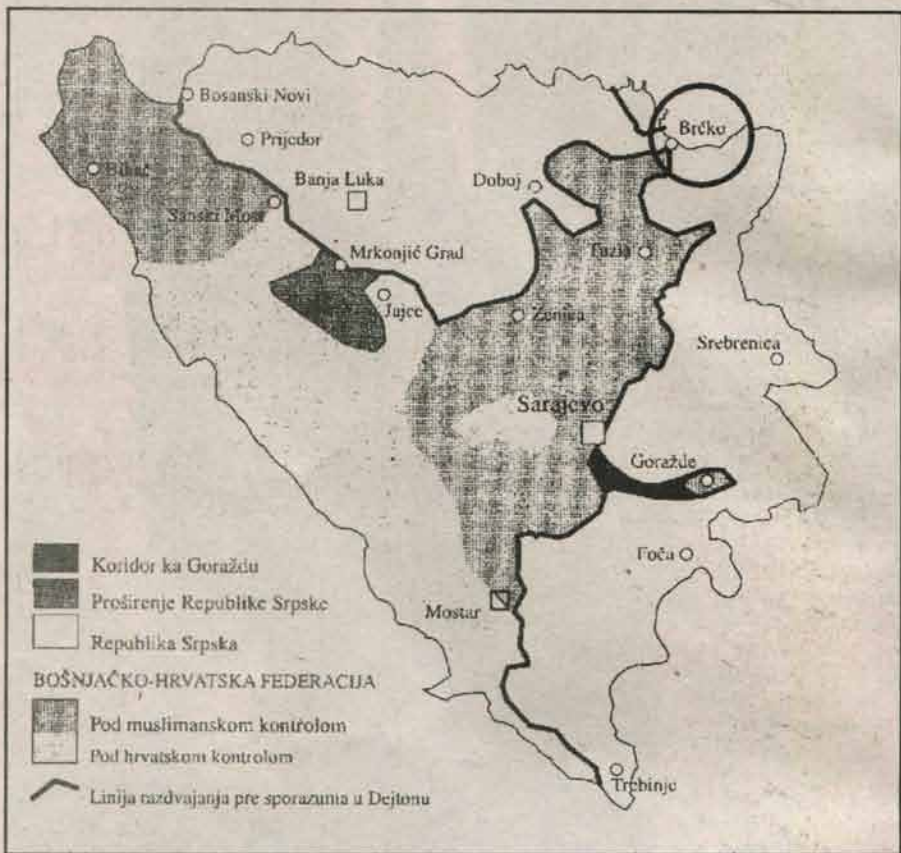 Bosanski Novi
Brčko
Prijedor
Bihać
Banja Luka
Doboj
Sanski Most
Mrkonjić Grad
Tuzla
Jajce
Zenica
Srebrenica
Sarajevo
Goražde
Foča
Mostar
Trebinje
Koridor ka Goraždu
Proširenje Republike Srpske
Republika Srpska
BOŠNJAČKO-HRVATSKA FEDERACIJA
Pod muslimanskom kontrolom
Pod hrvatskom kontrolom
Linija razdvajanja pre sporazuma u Dejtonu